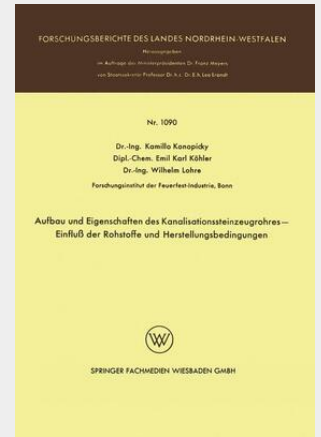 FORSCHUNGSBERICHTE DES LANDES NORDRHEIN-WESTFALEN
Herausgegeben
im Auftrage des Ministerpräsidenten Dr. Franz Meyers
von Staatssekretär Professor Dr. h.c. Dr. E.h. Leo Brandt
Nr. 1090
Dr.-Ing. Kamillo Konopicky
Dipl.-Chem. Emil Karl Köhler
Dr.-Ing. Wilhelm Lohre
Forschungsinstitut der Feuerfest-Industrie, Bonn
Aufbau und Eigenschaften des Kanalisationssteinzeugrohres—
Einfluß der Rohstoffe und Herstellungsbedingungen
SPRINGER FACHMEDIEN WIESBADEN GMBH